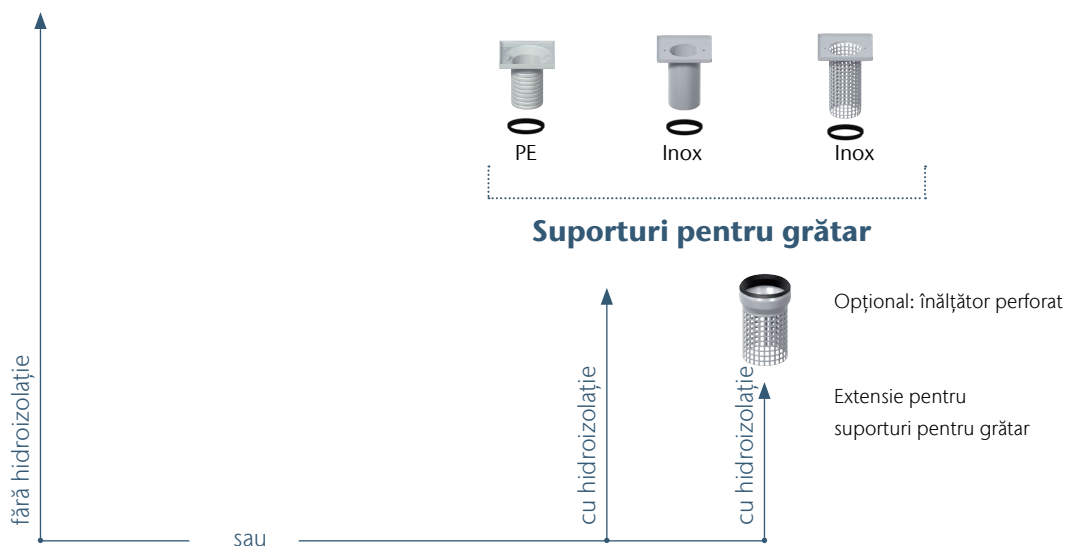 PE
Inox
Inox
Suporturi pentru grătar
Opțional: înălțător perforat
Extensie pentru
suporturi pentru grătar
fără hidroizolație
cu hidroizolație
cu hidroizolație
sau